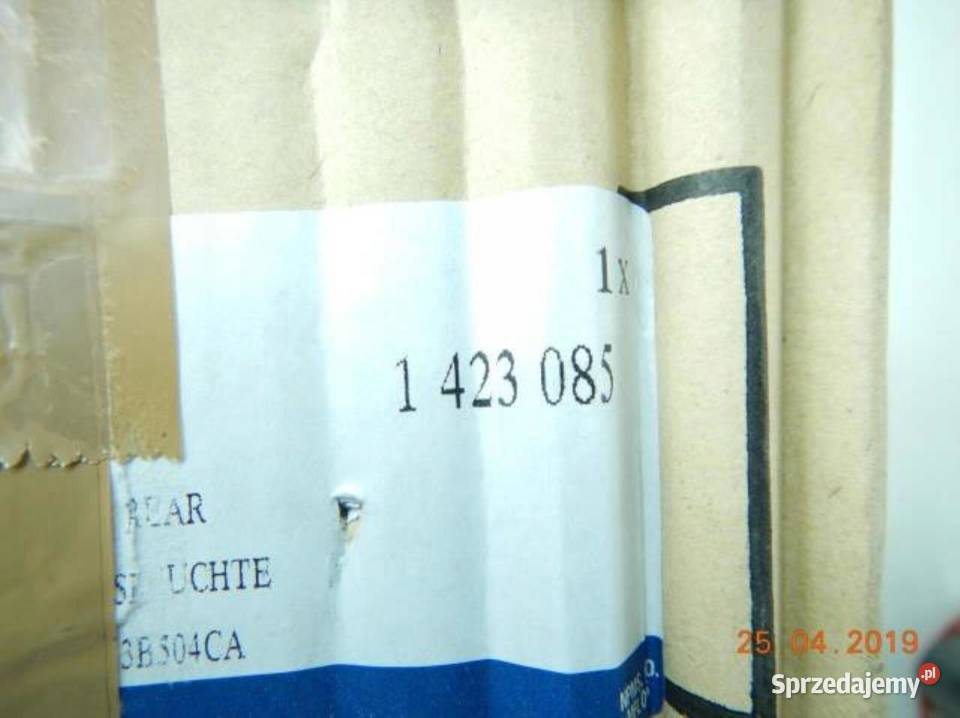 1x
1 423 085
REAR
UCHTE
3B504CA
25 04.2019
Sprzedajemy.pl